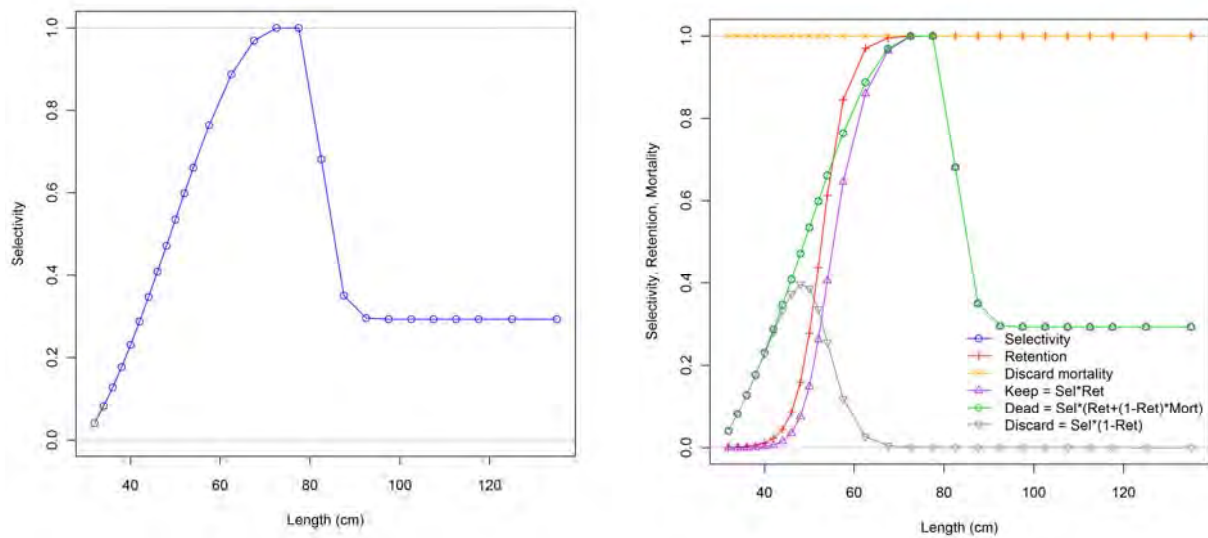 1.0
0.8
0.6
0.4
0.2
0.0
Selectivity
40 60 80 100 120
Length (cm)
1.0
0.8
0.6
0.4
0.2
0.0
Selectivity, Retention, Mortality
Selectivity
Retention
Discard mortality
Keep = Sel*Ret
Dead = Sel*(Ret+(1-Ret)*Mort)
Discard = Sel*(1-Ret)
40 60 80 100 120
Length (cm)